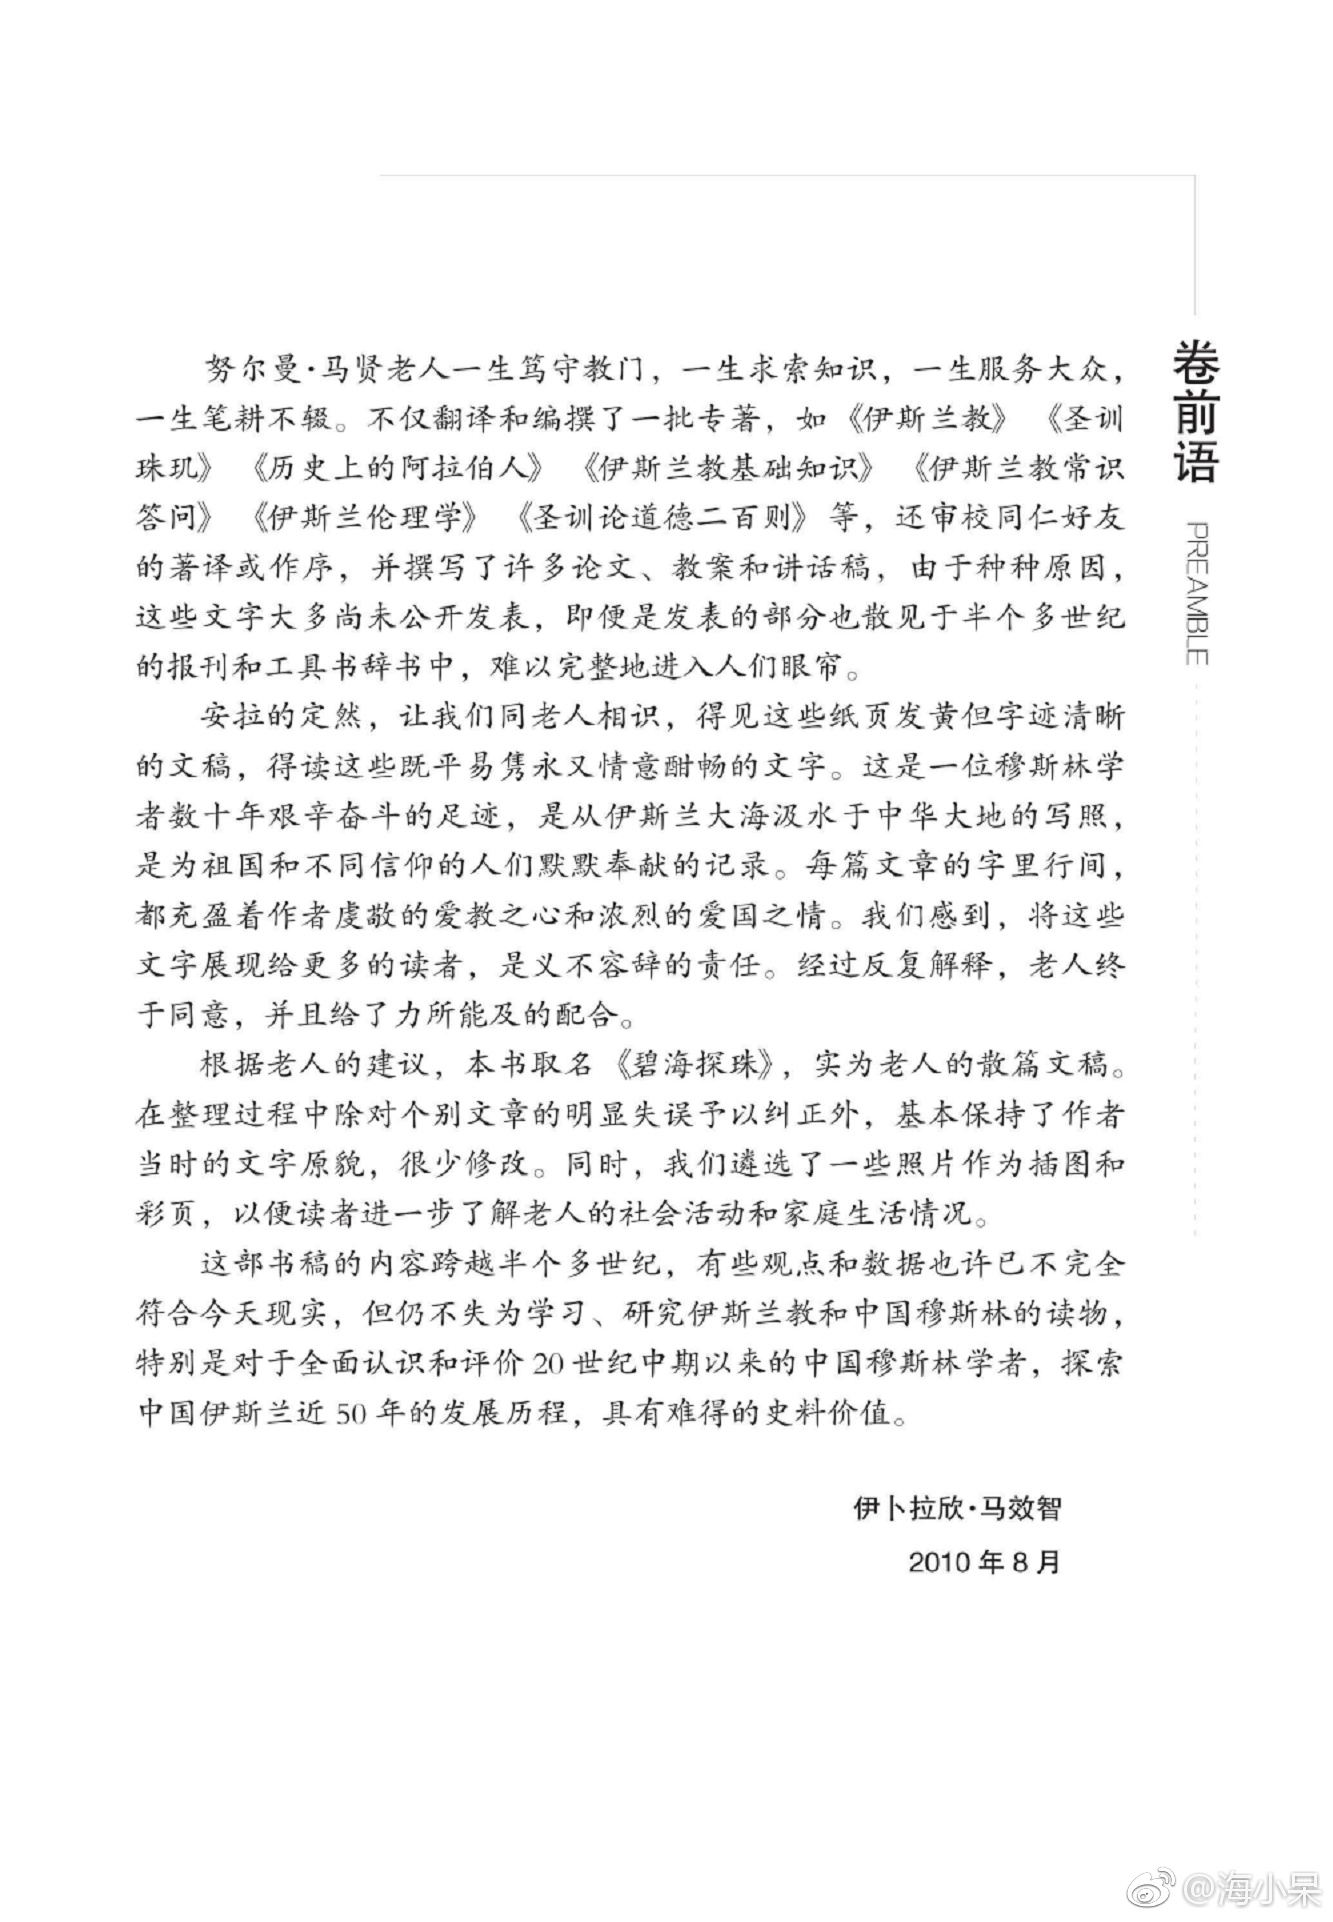 卷前语
PREAMBLE
努尔曼·马贤老人一生笃守教门，一生求索知识，一生服务大众，
一生笔耕不辍。不仅翻译和编撰了一批专著，如《伊斯兰教》《圣训
珠玑》《历史上的阿拉伯人》《伊斯兰教基础知识》《伊斯兰教常识
答问》《伊斯兰伦理学》《圣训论道德二百则》等，还审校同仁好友
的著译或作序，并撰写了许多论文、教案和讲话稿，由于种种原因，
这些文字大多尚未公开发表，即便是发表的部分也散见于半个多世纪
的报刊和工具书辞书中，难以完整地进入人们眼帘。
安拉的定然，让我们同老人相识，得见这些纸页发黄但字迹清晰
的文稿，得读这些既平易隽永又情意酣畅的文字。这是一位穆斯林学
者数十年艰辛奋斗的足迹，是从伊斯兰大海汲水于中华大地的写照，
是为祖国和不同信仰的人们默默奉献的记录。每篇文章的字里行间，
都充盈着作者虔敬的爱教之心和浓烈的爱国之情。我们感到，将这些
文字展现给更多的读者，是义不容辞的责任。经过反复解释，老人终
于同意，并且给了力所能及的配合。
根据老人的建议，本书取名《碧海探珠》，实为老人的散篇文稿。
在整理过程中除对个别文章的明显失误予以纠正外，基本保持了作者
当时的文字原貌，很少修改。同时，我们遴选了一些照片作为插图和
彩页，以便读者进一步了解老人的社会活动和家庭生活情况。
这部书稿的内容跨越半个多世纪，有些观点和数据也许已不完全
符合今天现实，但仍不失为学习、研究伊斯兰教和中国穆斯林的读物，
特别是对于全面认识和评价 20 世纪中期以来的中国穆斯林学者，探索
中国伊斯兰近 50 年的发展历程，具有难得的史料价值。
伊卜拉欣·马效智
2010 年 8 月
@海小呆